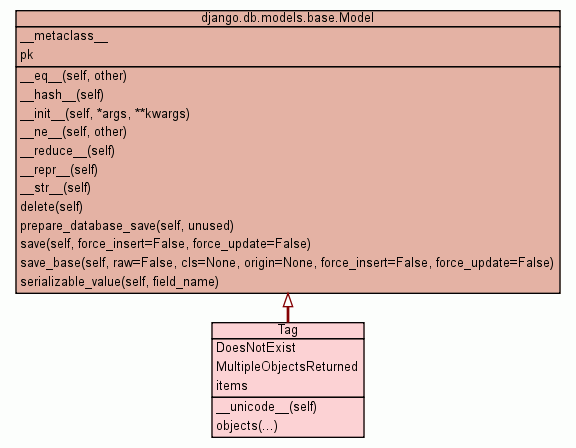 django.db.models.base.Model
__metaclass__
pk
__eq__(self, other)
__hash__(self)
__init__(self, *args, **kwargs)
__ne__(self, other)
__reduce__(self)
__repr__(self)
__str__(self)
delete(self)
prepare_database_save(self, unused)
save(self, force_insert=False, force_update=False)
save_base(self, raw=False, cls=None, origin=None, force_insert=False, force_update=False)
serializable_value(self, field_name)
Tag
DoesNotExist
MultipleObjectsReturned
items
__unicode__(self)
objects(...)